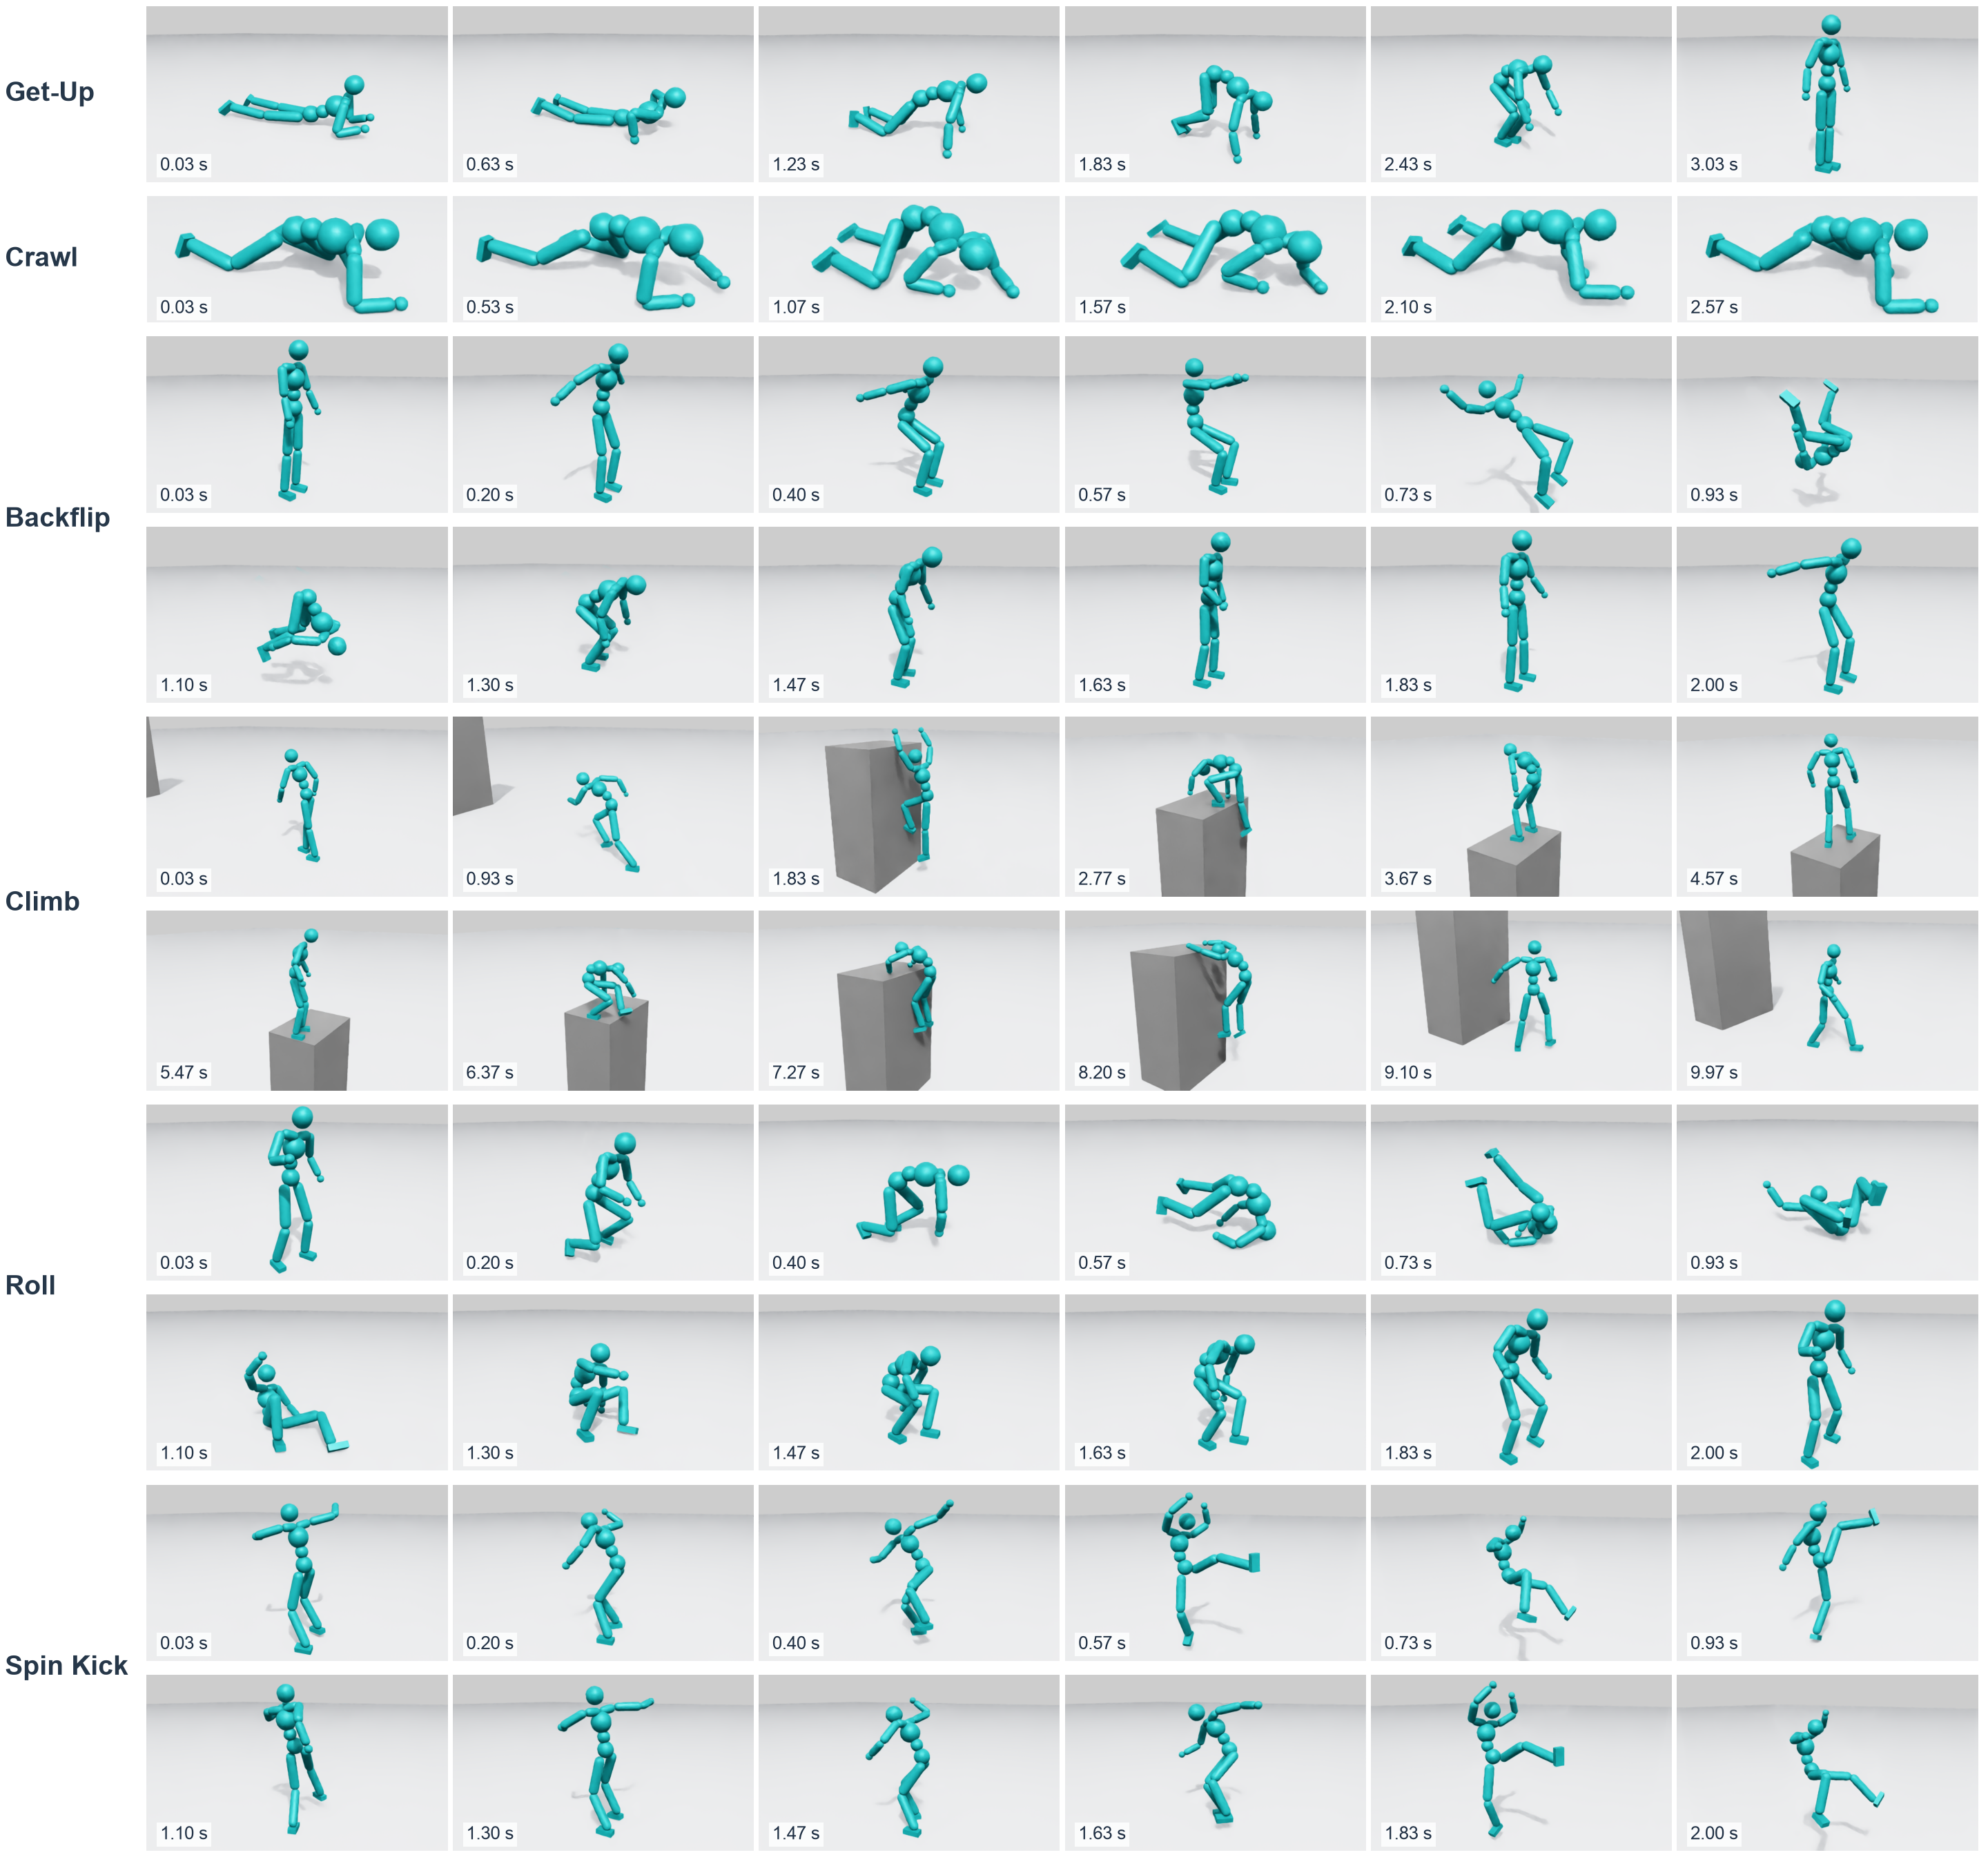 Get-Up
0.03 s
0.63 s
1.23 s
1.83 s
2.43 s
3.03 s
Crawl
0.03 s
0.53 s
1.07 s
1.57 s
2.10 s
2.57 s
Backflip
0.03 s
0.20 s
0.40 s
0.57 s
0.73 s
0.93 s
1.10 s
1.30 s
1.47 s
1.63 s
1.83 s
2.00 s
Climb
0.03 s
0.93 s
1.83 s
2.77 s
3.67 s
4.57 s
5.47 s
6.37 s
7.27 s
8.20 s
9.10 s
9.97 s
Roll
0.03 s
0.20 s
0.40 s
0.57 s
0.73 s
0.93 s
1.10 s
1.30 s
1.47 s
1.63 s
1.83 s
2.00 s
Spin Kick
0.03 s
0.20 s
0.40 s
0.57 s
0.73 s
0.93 s
1.10 s
1.30 s
1.47 s
1.63 s
1.83 s
2.00 s